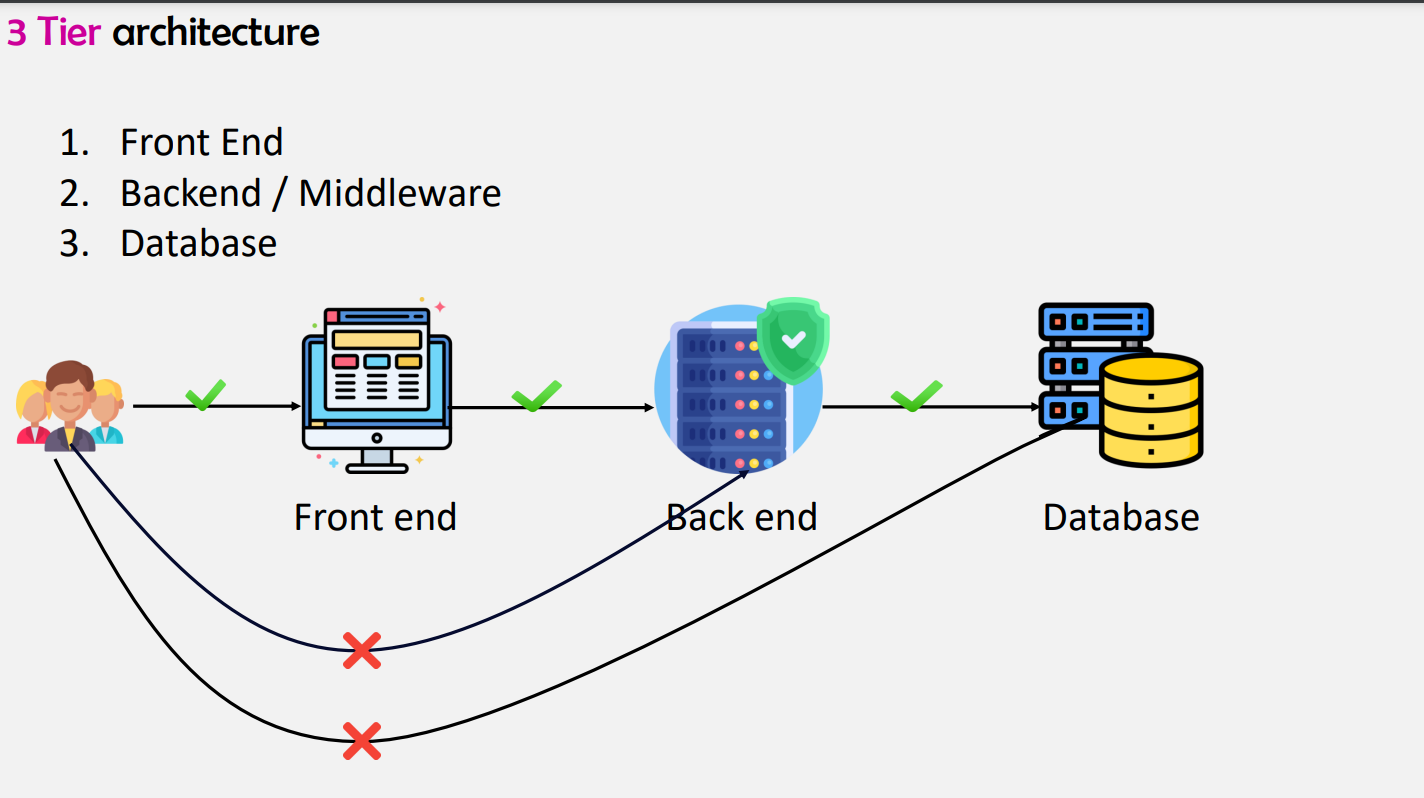 3 Tier architecture
1. Front End
2. Backend / Middleware
3. Database
Front end
Back end
Database